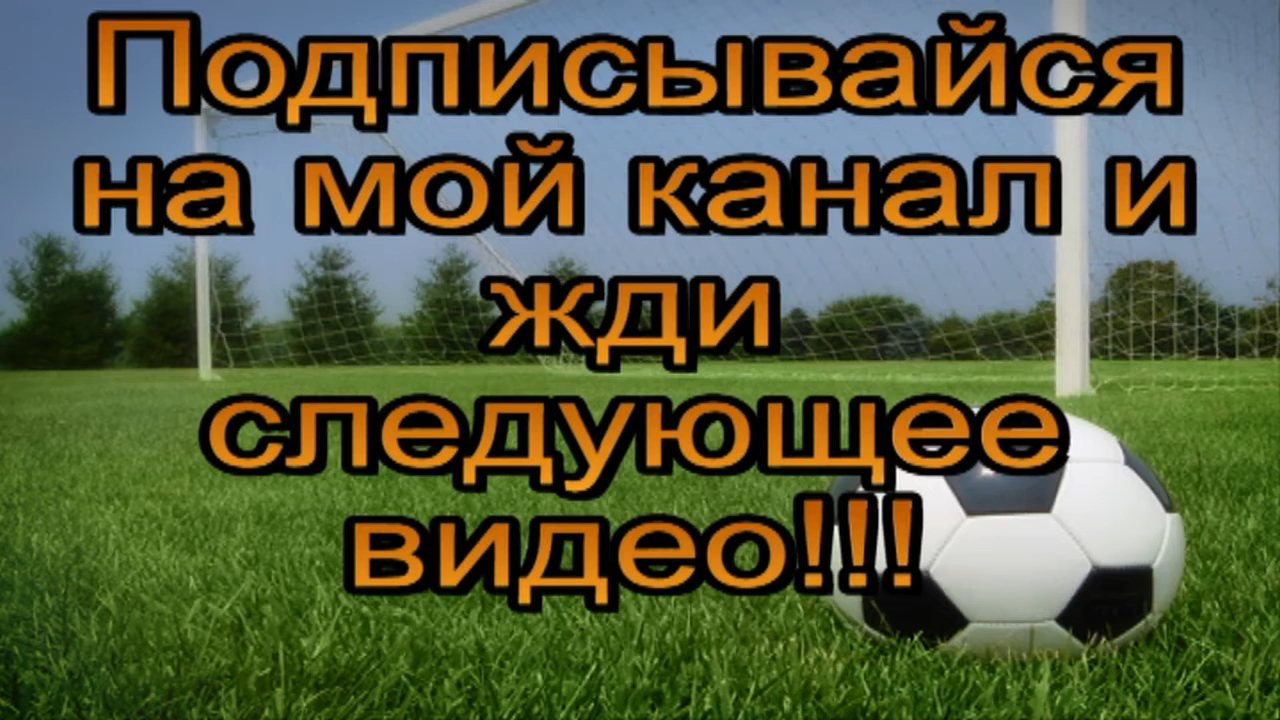 Подписывайся
на мой канал и
жди
следующее
видео!!!